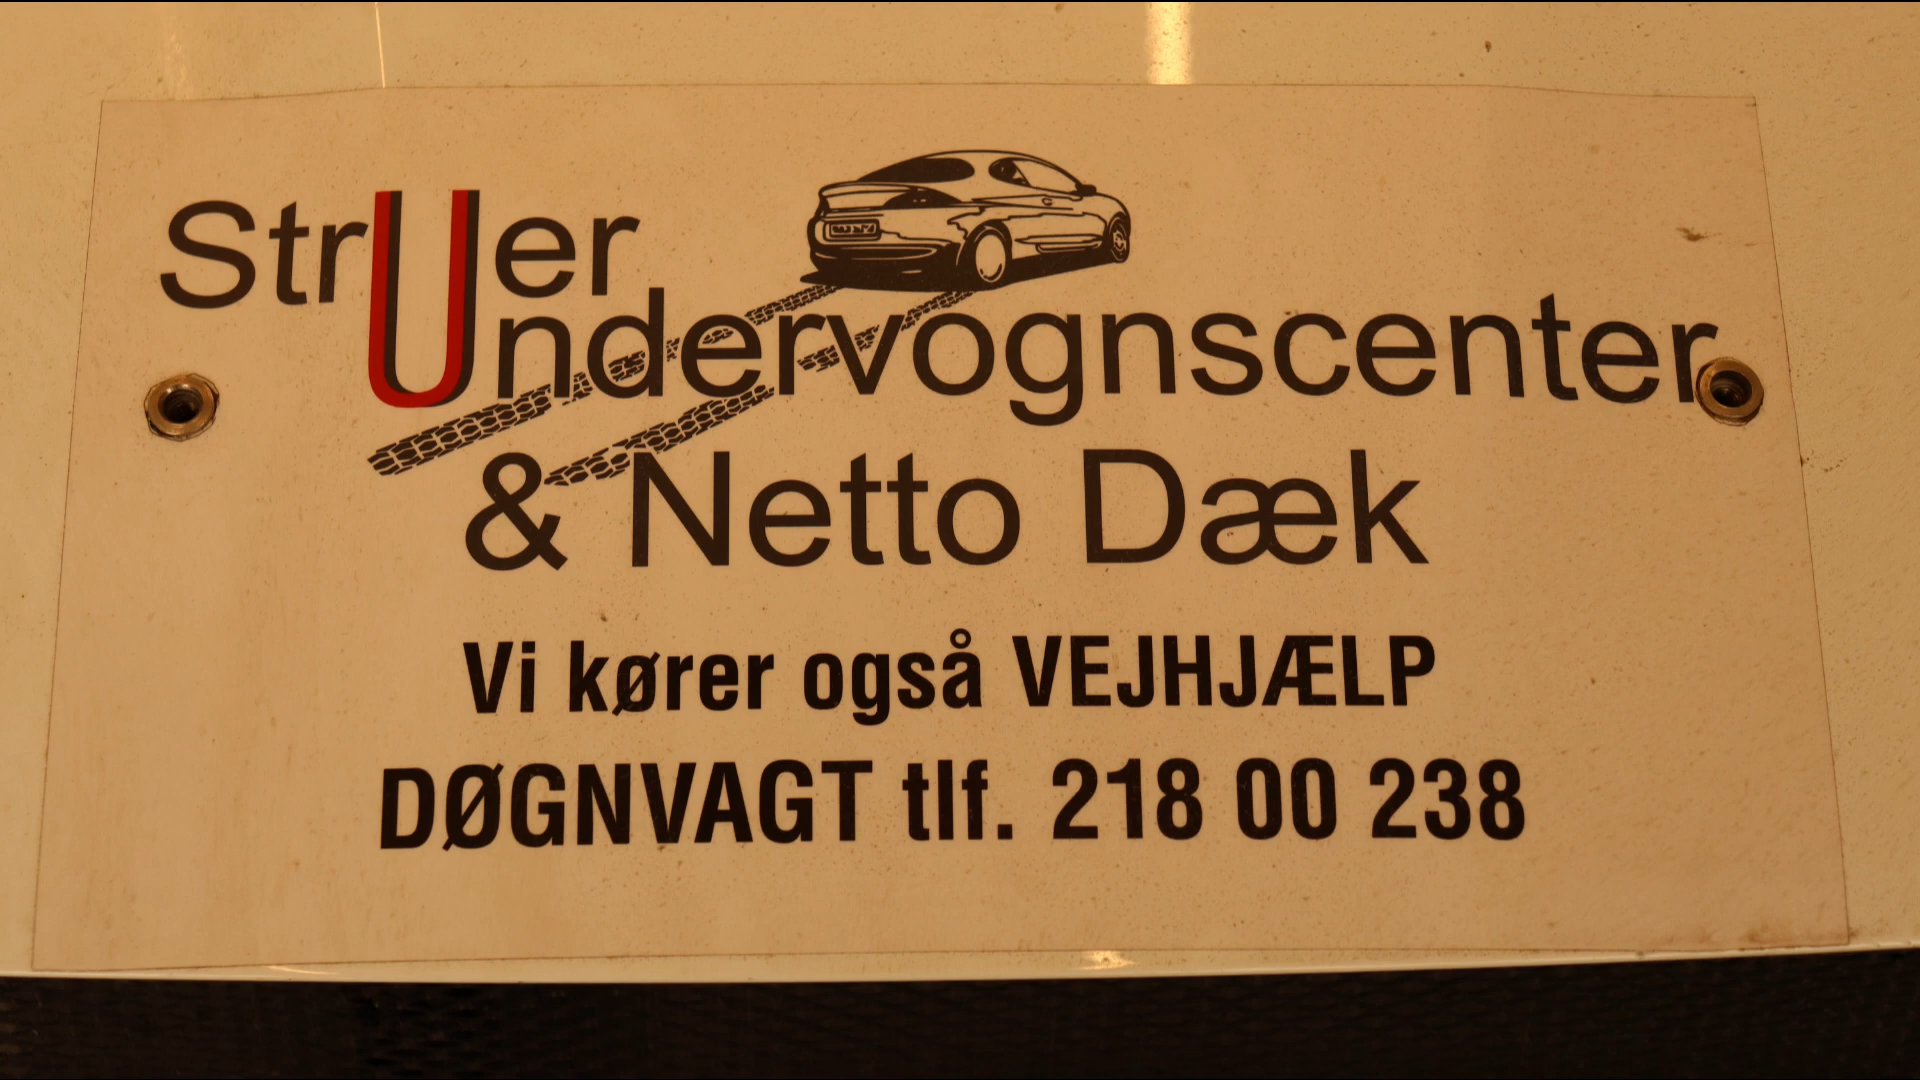 Struer
Undervognscenter
& Netto Dæk
Vi kører også VEJHJÆLP
DØGNVAGT tlf. 218 00 238